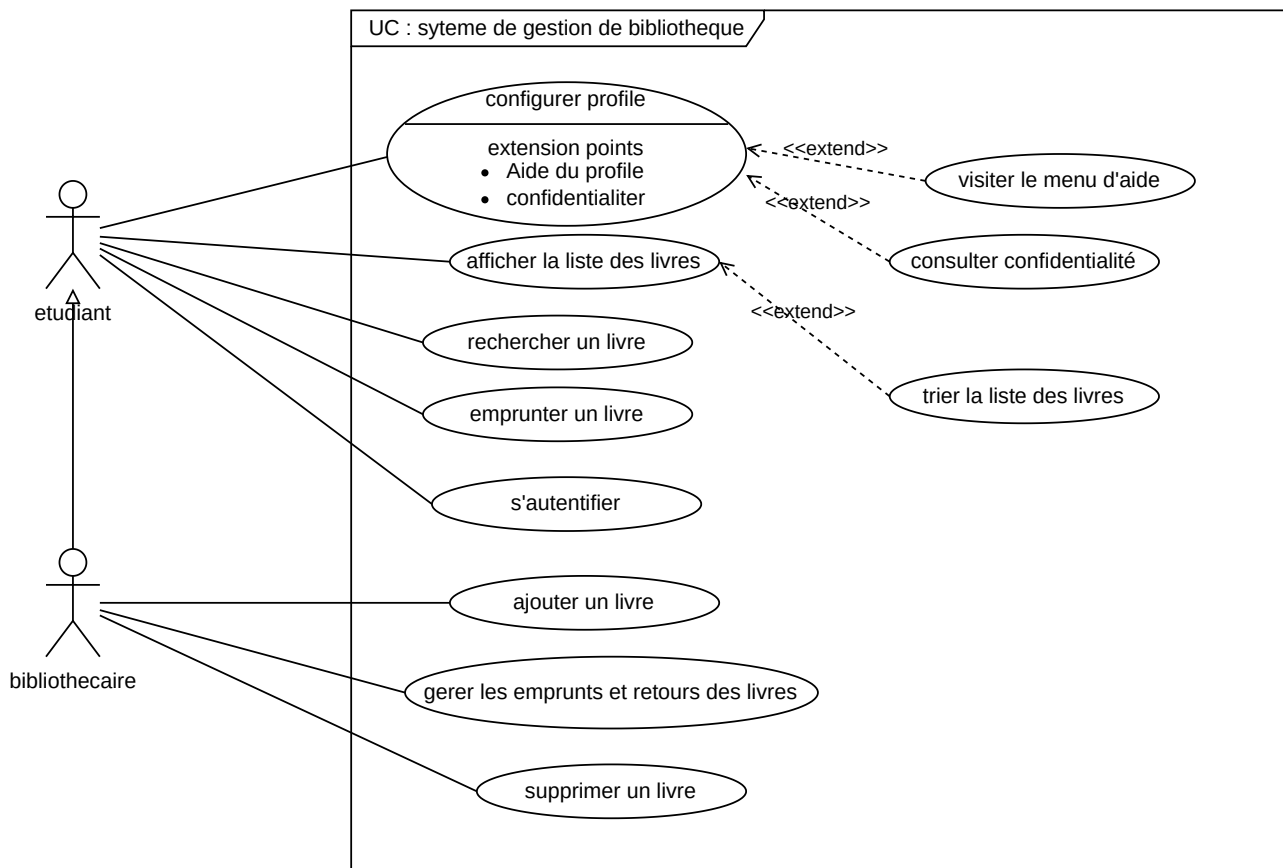 UC : syteme de gestion de bibliotheque
configurer profile
extension points
• Aide du profile
• confidentialiter
<<extend>>
visiter le menu d'aide
<<extend>>
afficher la liste des livres
consulter confidentialité
<<extend>>
etudiant
rechercher un livre
trier la liste des livres
emprunter un livre
s'autentifier
ajouter un livre
bibliothecaire
gerer les emprunts et retours des livres
supprimer un livre